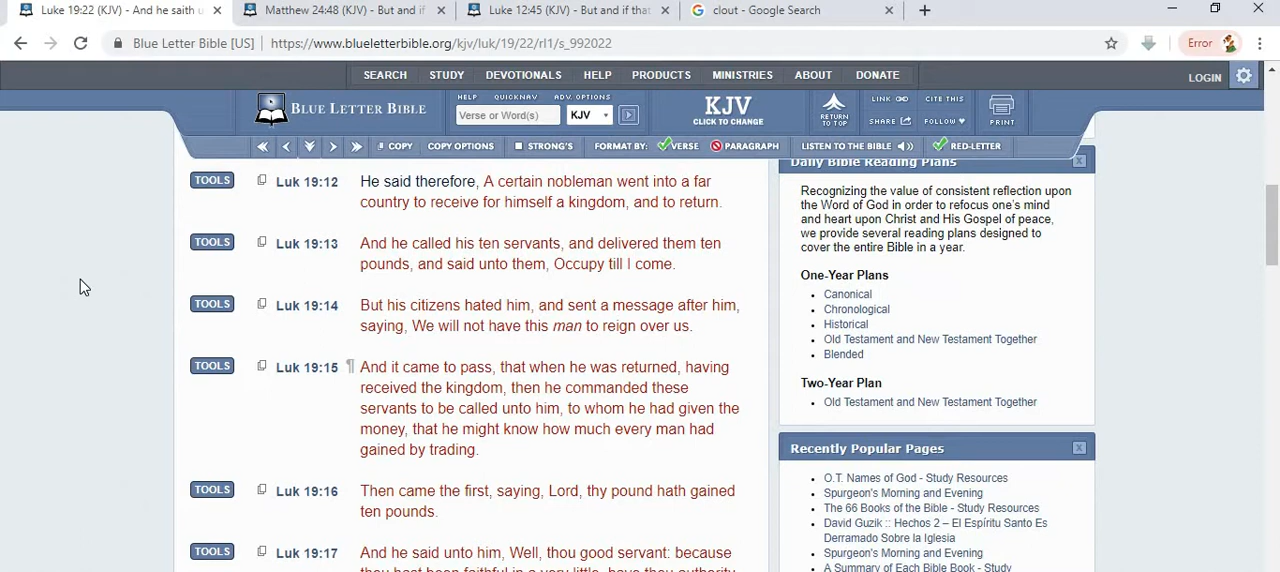 Luke 19:22 (KJV) - And he saith u
Matthew 24:48 (KJV) - But and if
Luke 12:45 (KJV) - But and if that
clout - Google Search
Blue Letter Bible [US]
https://www.blueletterbible.org/kjv/luk/19/22/rl1/s_992022
Error
SEARCH STUDY DEVOTIONALS HELP PRODUCTS MINISTRIES ABOUT DONATE
LOGIN
BLUE LETTER BIBLE
HELP QUICKNAV ADV. OPTIONS
Verse or Word(s)
KJV
KJV
CLICK TO CHANGE
RETURN
TO TOP
LINK CITE THIS
SHARE FOLLOW
PRINT
COPY COPY OPTIONS STRONG'S FORMAT BY: VERSE PARAGRAPH LISTEN TO THE BIBLE RED-LETTER
TOOLS Luk 19:12 He said therefore, A certain nobleman went into a far
country to receive for himself a kingdom, and to return.
TOOLS Luk 19:13 And he called his ten servants, and delivered them ten
pounds, and said unto them, Occupy till I come.
TOOLS Luk 19:14 But his citizens hated him, and sent a message after him,
saying, We will not have this man to reign over us.
TOOLS Luk 19:15 ¶ And it came to pass, that when he was returned, having
received the kingdom, then he commanded these
servants to be called unto him, to whom he had given the
money, that he might know how much every man had
gained by trading.
TOOLS Luk 19:16 Then came the first, saying, Lord, thy pound hath gained
ten pounds.
TOOLS Luk 19:17 And he said unto him, Well, thou good servant: because
thou hast been faithful in a very little, have thou authority
Daily Bible Reading Plans
Recognizing the value of consistent reflection upon
the Word of God in order to refocus one's mind
and heart upon Christ and His Gospel of peace,
we provide several reading plans designed to
cover the entire Bible in a year.
One-Year Plans
Canonical
Chronological
Historical
Old Testament and New Testament Together
Blended
Two-Year Plan
Old Testament and New Testament Together
Recently Popular Pages
O.T. Names of God - Study Resources
Spurgeon's Morning and Evening
The 66 Books of the Bible - Study Resources
David Guzik :: Hechos 2 – El Espíritu Santo Es
Derramado Sobre la Iglesia
Spurgeon's Morning and Evening
A Summary of Each Bible Book - Study